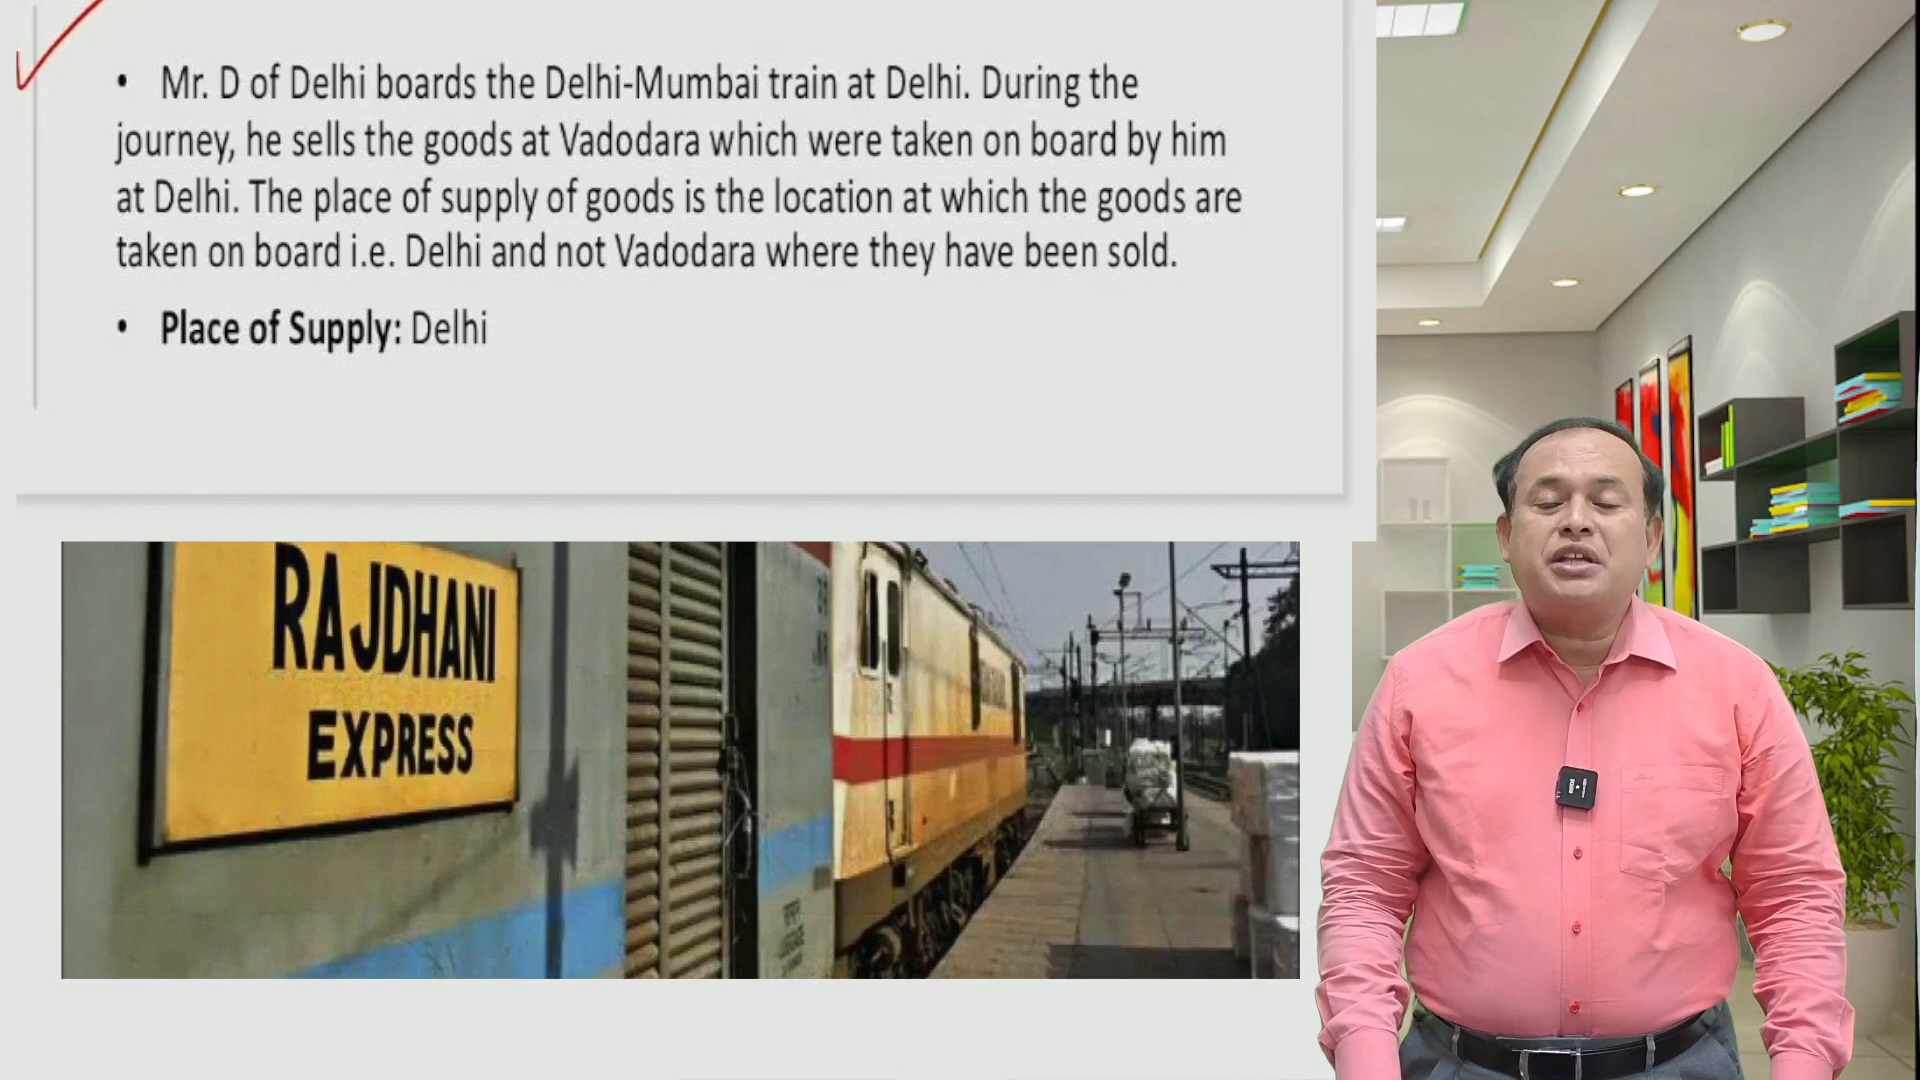 • Mr. D of Delhi boards the Delhi-Mumbai train at Delhi. During the
journey, he sells the goods at Vadodara which were taken on board by him
at Delhi. The place of supply of goods is the location at which the goods are
taken on board i.e. Delhi and not Vadodara where they have been sold.
• Place of Supply: Delhi
RAJDHANI
EXPRESS